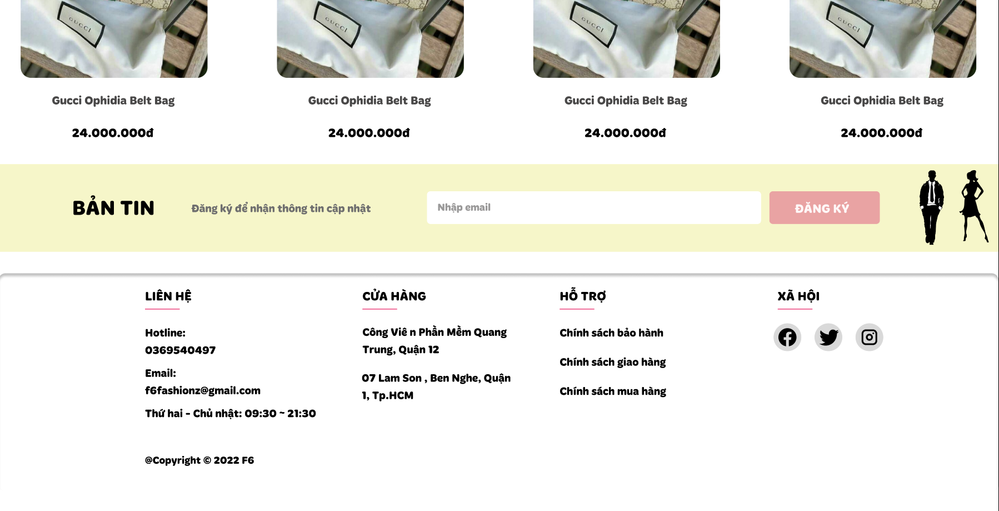 GUCCI GUCCI GUCCI GUCCI
Gucci Ophidia Belt Bag Gucci Ophidia Belt Bag Gucci Ophidia Belt Bag Gucci Ophidia Belt Bag
24.000.000đ 24.000.000đ 24.000.000đ 24.000.000đ
BẢN TIN Đăng ký để nhận thông tin cập nhật Nhập email ĐĂNG KÝ
LIÊN HỆ
Hotline:
0369540497
Email:
f6fashionz@gmail.com
Thứ hai - Chủ nhật: 09:30 ~ 21:30
CỬA HÀNG
Công Viê n Phần Mềm Quang
Trung, Quận 12
07 Lam Son , Ben Nghe, Quận
1, Tp.HCM
HỖ TRỢ
Chính sách bảo hành
Chính sách giao hàng
Chính sách mua hàng
XÃ HỘI
@Copyright © 2022 F6